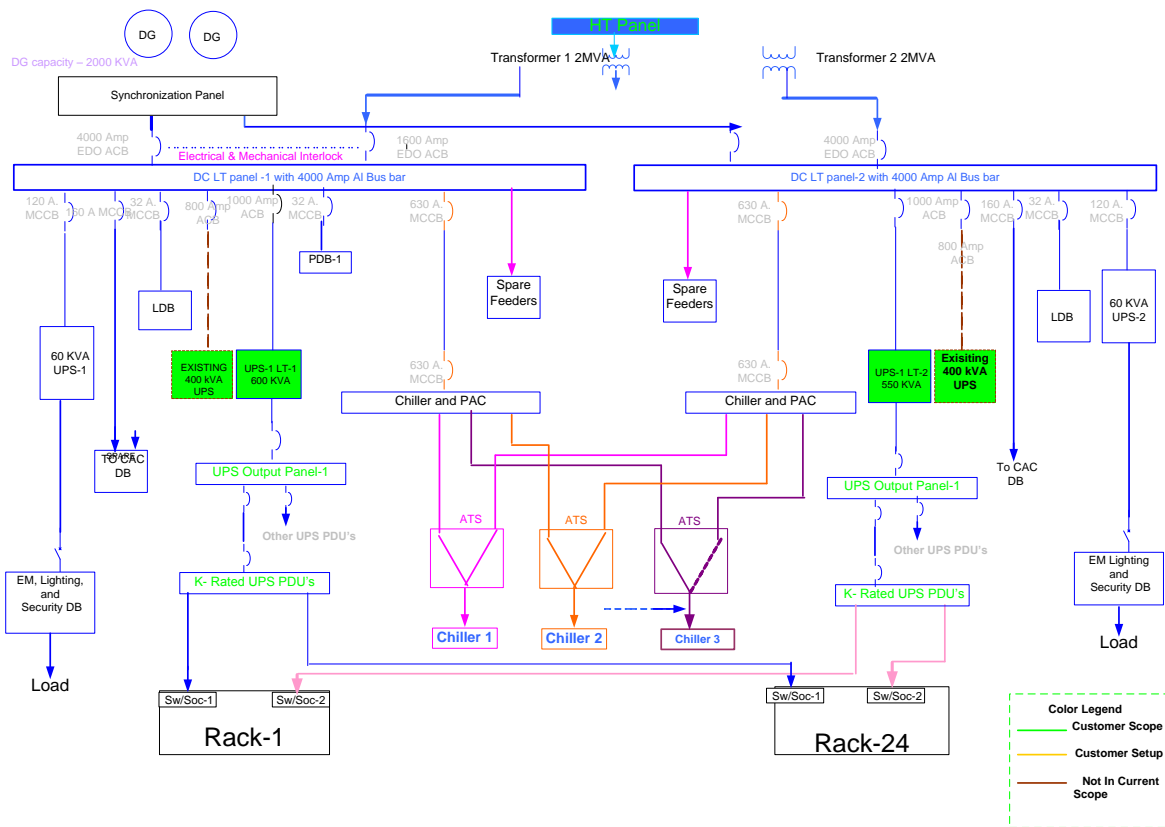 HT Panel
DG
DG
DG capacity – 2000 KVA
Transformer 1 2MVA
Transformer 2 2MVA
Synchronization Panel
4000 Amp
EDO ACB
Electrical & Mechanical Interlock
1600 Amp
EDO ACB
4000 Amp
EDO ACB
DC LT panel -1 with 4000 Amp Al Bus bar
DC LT panel-2 with 4000 Amp Al Bus bar
120 A.
MCCB
160 A MCCB
32 A.
MCCB
800 Amp
ACB
1000 Amp
ACB
32 A.
MCCB
630 A.
MCCB
630 A.
MCCB
1000 Amp
ACB
160 A.
MCCB
32 A.
MCCB
120 A.
MCCB
800 Amp
ACB
PDB-1
Spare
Feeders
Spare
Feeders
LDB
LDB
60 KVA
UPS-1
60 KVA
UPS-2
EXISTING
400 kVA
UPS
UPS-1 LT-1
600 KVA
630 A.
MCCB
630 A.
MCCB
UPS-1 LT-2
550 KVA
Exisiting
400 kVA
UPS
Chiller and PAC
Chiller and PAC
SPARE
TO CAC
DB
To CAC
DB
UPS Output Panel-1
UPS Output Panel-1
Other UPS PDU's
Other UPS PDU's
ATS
ATS
ATS
K- Rated UPS PDU's
K- Rated UPS PDU's
EM, Lighting,
and
Security DB
EM Lighting
and
Security DB
Chiller 1
Chiller 2
Chiller 3
Load
Load
Sw/Soc-1
Sw/Soc-2
Rack-1
Sw/Soc-1
Sw/Soc-2
Rack-24
Color Legend
Customer Scope
Customer Setup
Not In Current
Scope